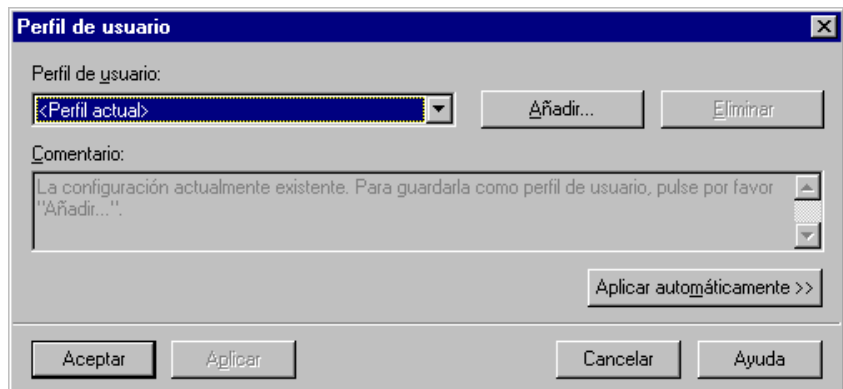 Perfil de usuario
Perfil de usuario:
<Perfil actual>
Añadir...
Eliminar
Comentario:
La configuración actualmente existente. Para guardarla como perfil de usuario, pulse por favor
"Añadir...".
Aplicar automáticamente >>
Aceptar
Aplicar
Cancelar
Ayuda